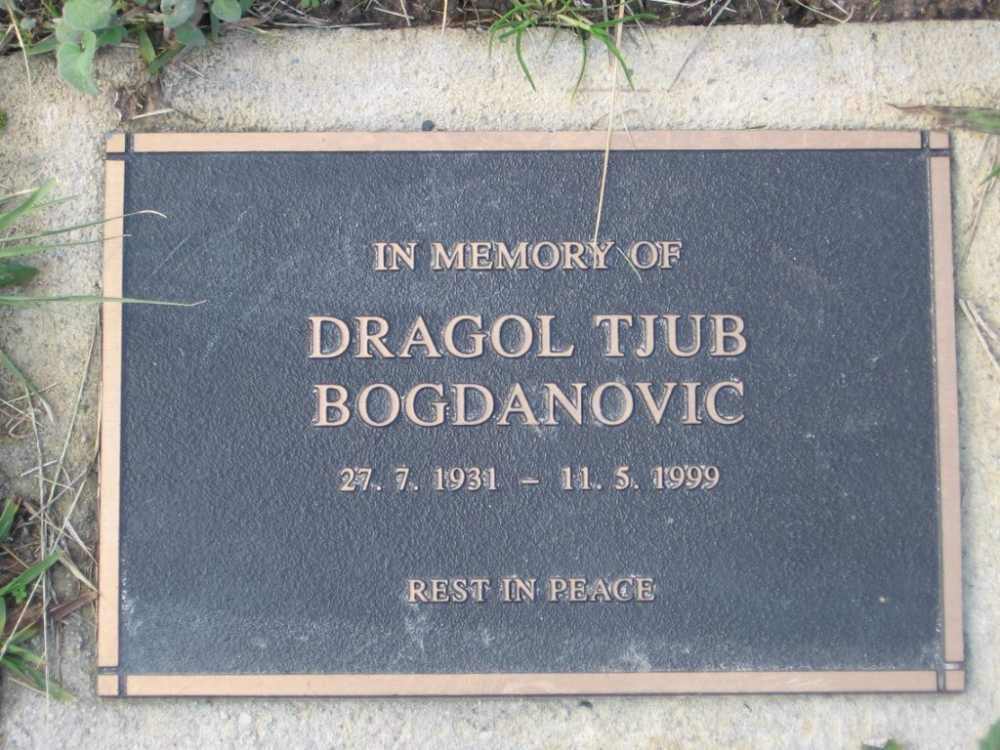 IN MEMORY OF
DRAGOL TJUB
BOGDANOVIC
27. 7. 1931 – 11. 5. 1999
REST IN PEACE